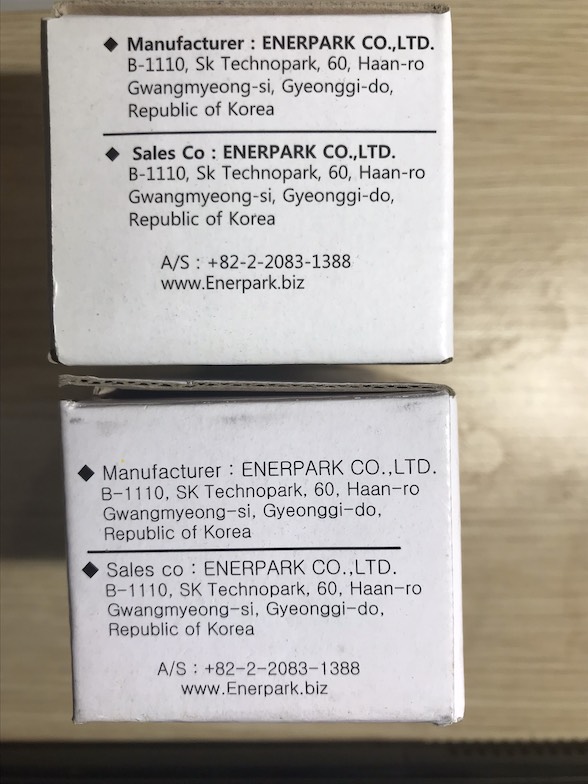 ◆ Manufacturer : ENERPARK CO.,LTD.
B-1110, Sk Technopark, 60, Haan-ro
Gwangmyeong-si, Gyeonggi-do,
Republic of Korea
◆ Sales Co : ENERPARK CO.,LTD.
B-1110, Sk Technopark, 60, Haan-ro
Gwangmyeong-si, Gyeonggi-do,
Republic of Korea
A/S : +82-2-2083-1388
www.Enerpark.biz
◆ Manufacturer : ENERPARK CO.,LTD.
B-1110, SK Technopark, 60, Haan-ro
Gwangmyeong-si, Gyeonggi-do,
Republic of Korea
◆ Sales co : ENERPARK CO.,LTD.
B-1110, SK Technopark, 60, Haan-ro
Gwangmyeong-si, Gyeonggi-do,
Republic of Korea
A/S : +82-2-2083-1388
www.Enerpark.biz